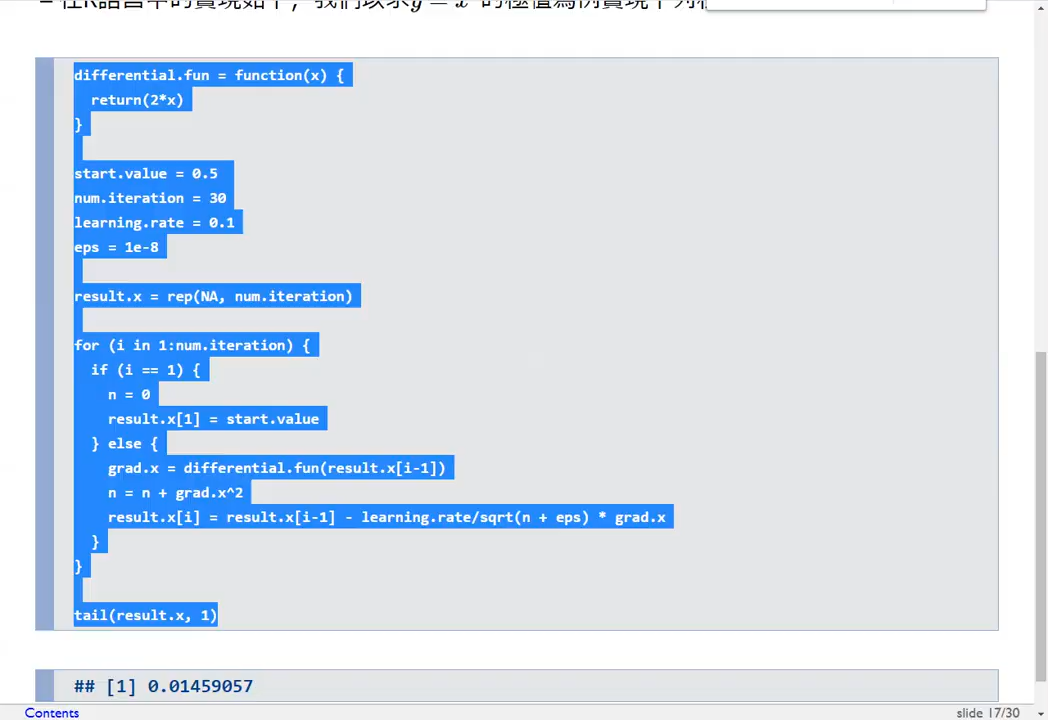 differential.fun = function(x) {
  return(2*x)
}
start.value = 0.5
num.iteration = 30
learning.rate = 0.1
eps = 1e-8
result.x = rep(NA, num.iteration)
for (i in 1:num.iteration) {
  if (i == 1) {
    n = 0
    result.x[1] = start.value
  } else {
    grad.x = differential.fun(result.x[i-1])
    n = n + grad.x^2
    result.x[i] = result.x[i-1] - learning.rate/sqrt(n + eps) * grad.x
  }
}
tail(result.x, 1)
## [1] 0.01459057
Contents
slide 17/30